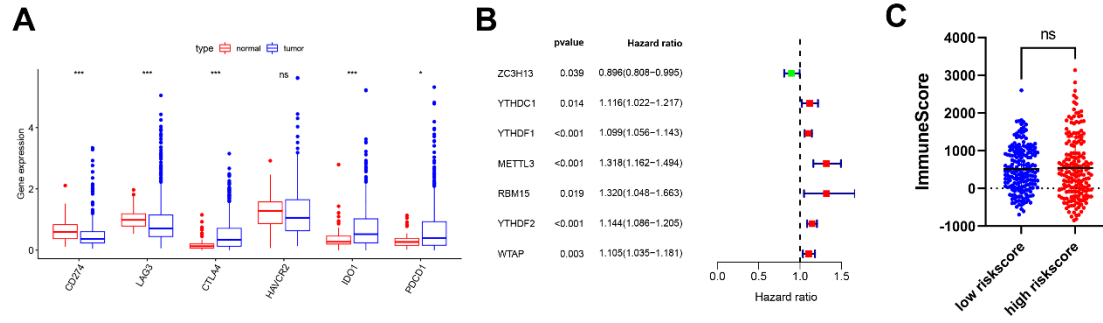 A
type normal tumor
*** *** *** ns *** *
Gene expression
4
2
0
CD274 LAG3 CTLA4 HAVCR2 IDO1 PDCD1
B
pvalue Hazard ratio
ZC3H13 0.039 0.896(0.808−0.995)
YTHDC1 0.014 1.116(1.022−1.217)
YTHDF1 <0.001 1.099(1.056−1.143)
METTL3 <0.001 1.318(1.162−1.494)
RBM15 0.019 1.320(1.048−1.663)
YTHDF2 <0.001 1.144(1.086−1.205)
WTAP 0.003 1.105(1.035−1.181)
0.0 0.5 1.0 1.5
Hazard ratio
C
ns
ImmuneScore
4000
3000
2000
1000
0
-1000
low riskscore
high riskscore